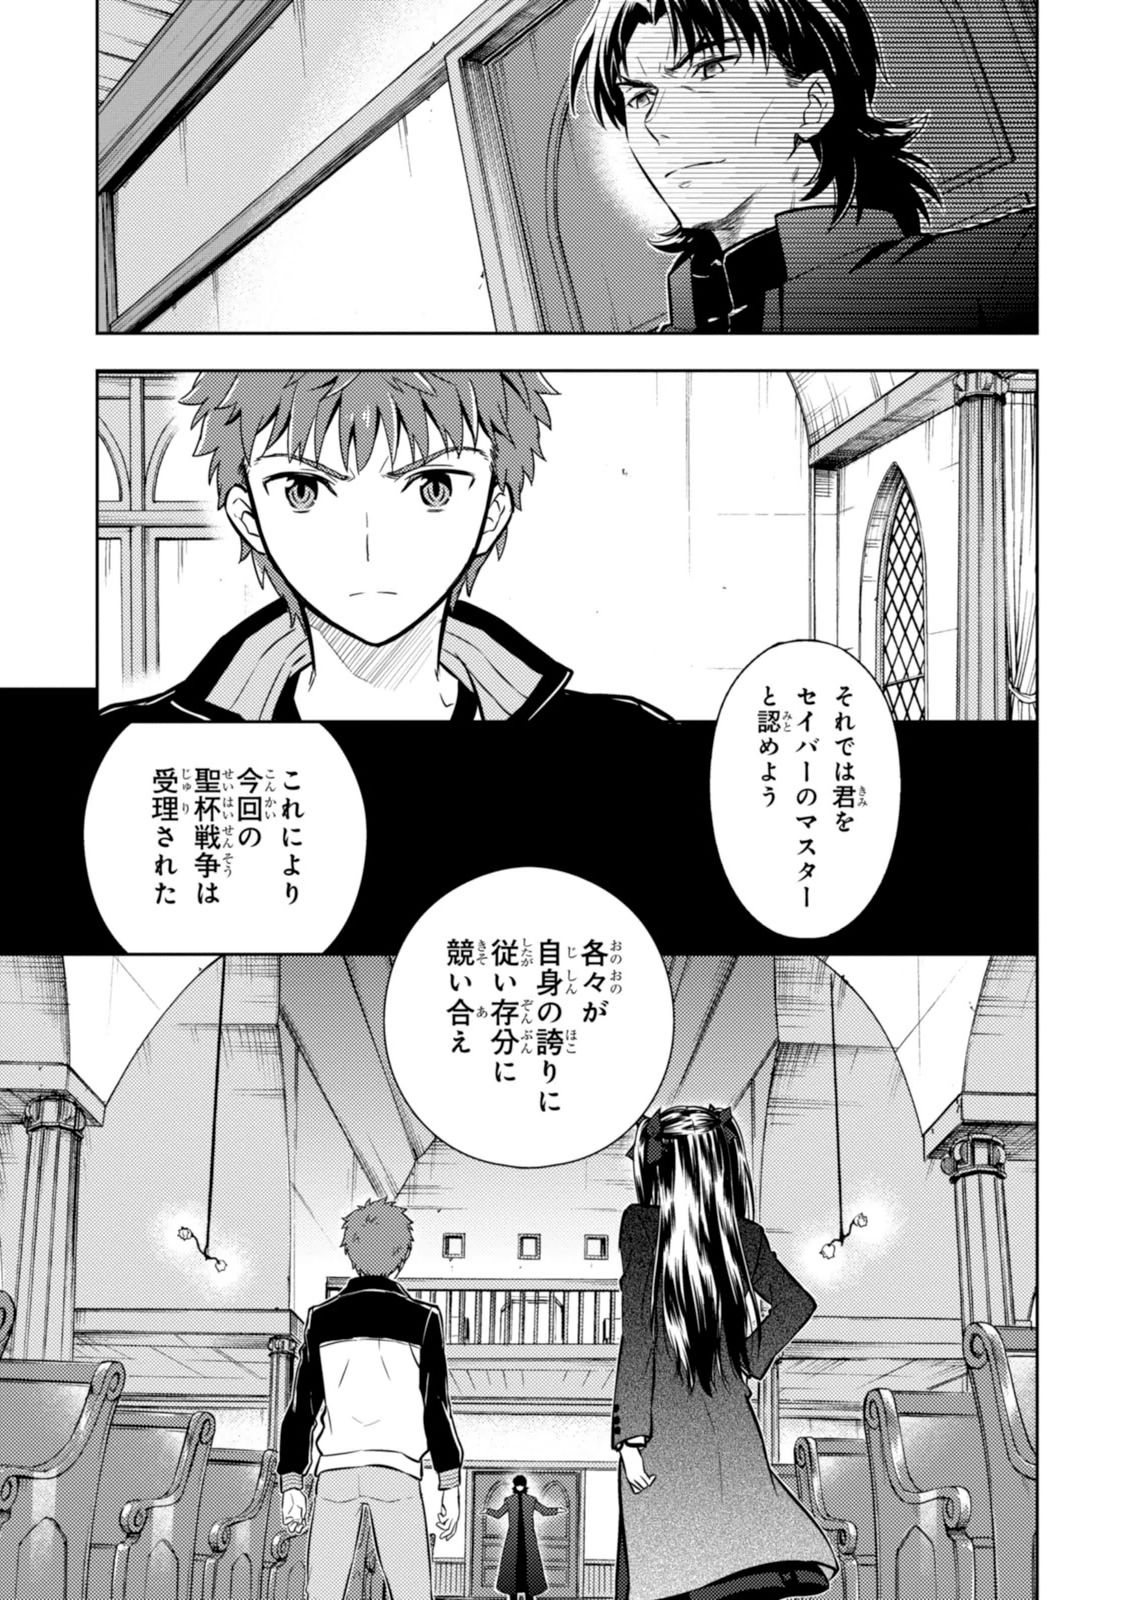 それでは君を
セイバーのマスター
と認めよう
これにより
今回の
聖杯戦争は
受理された
各々が
自身の誇りに
従い存分に
競い合え